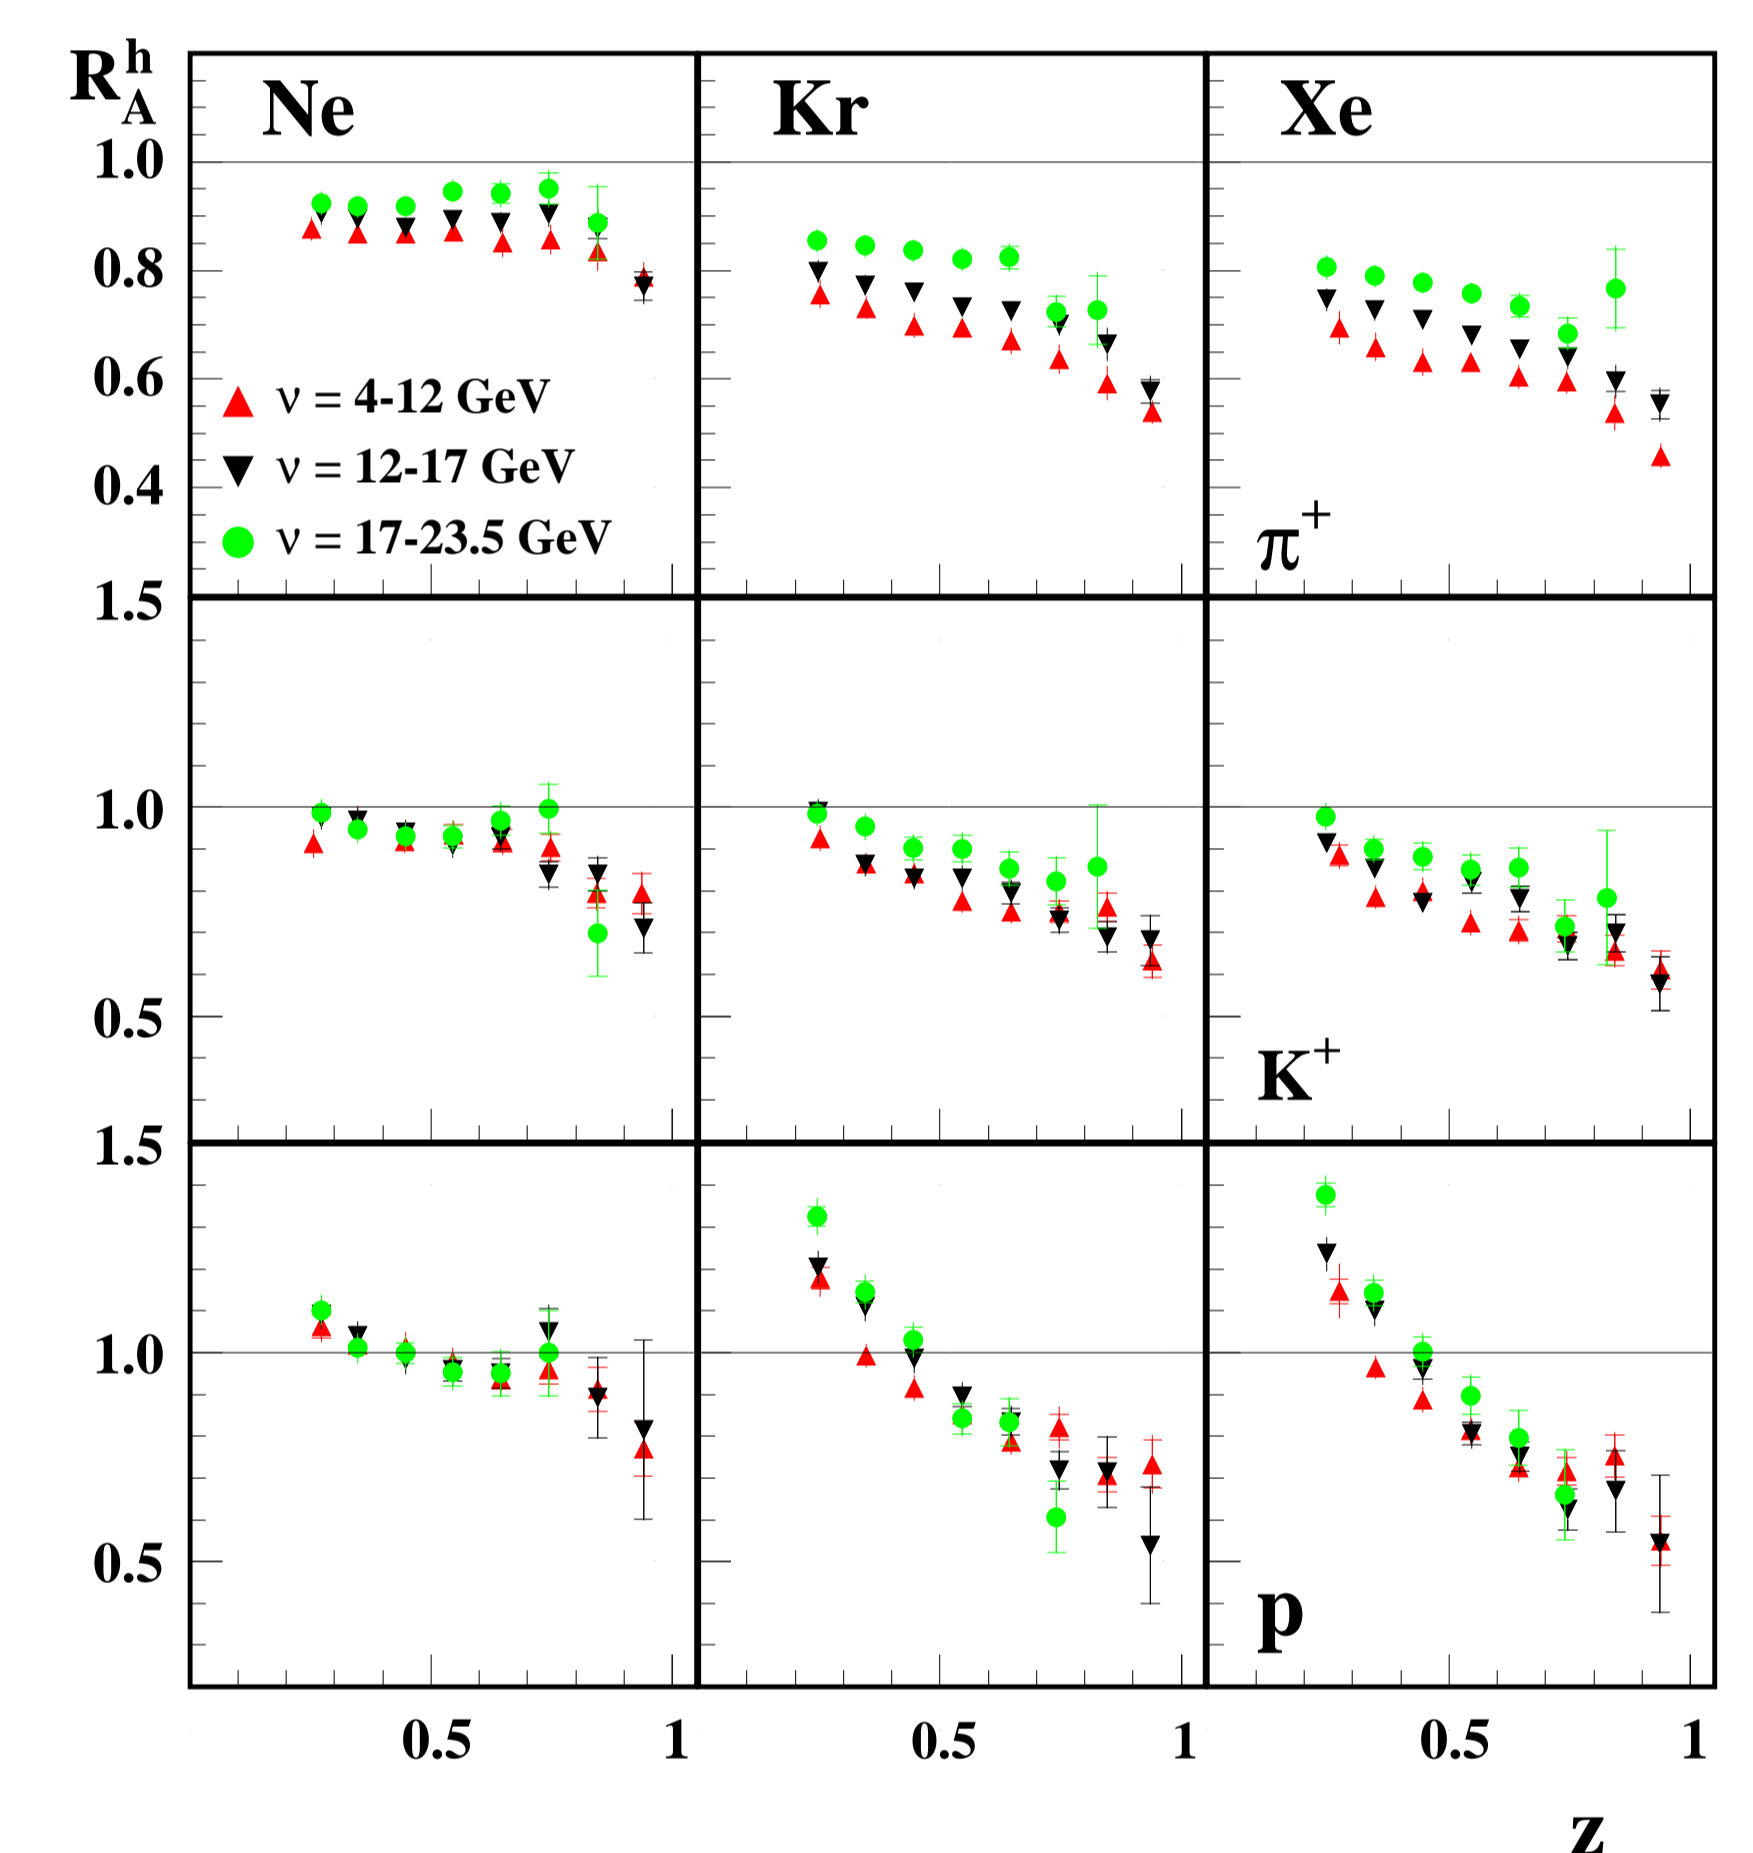 R_A^h
Ne Kr Xe
1.0
0.8
0.6
0.4
ν = 4-12 GeV
ν = 12-17 GeV
ν = 17-23.5 GeV
π⁺
1.5
1.0
0.5
K⁺
1.5
1.0
0.5
p
0.5 1 0.5 1 0.5 1
z